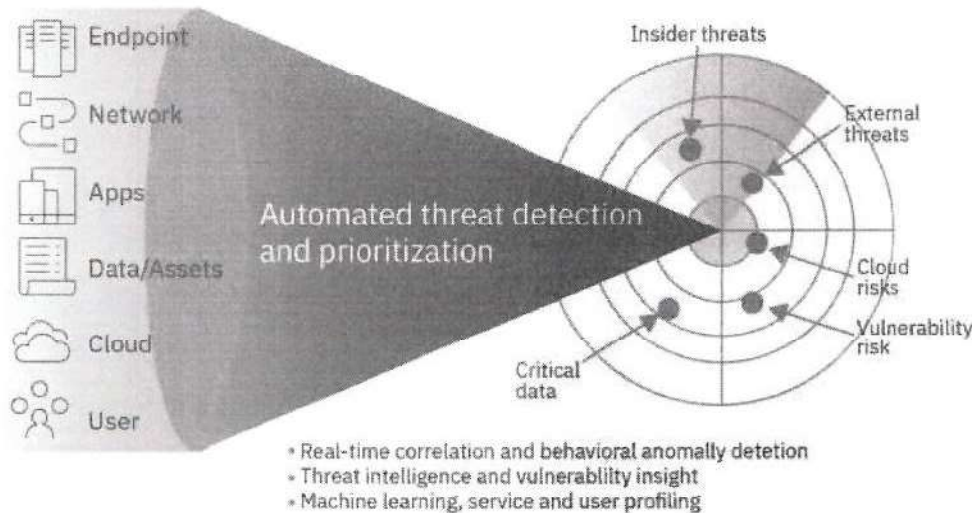 Endpoint
Network
Apps
Data/Assets
Cloud
User
Automated threat detection
and prioritization
Insider threats
External
threats
Cloud
risks
Vulnerability
risk
Critical
data
• Real-time correlation and behavioral anomally detetion
• Threat intelligence and vulnerablilty insight
• Machine learning, service and user profiling